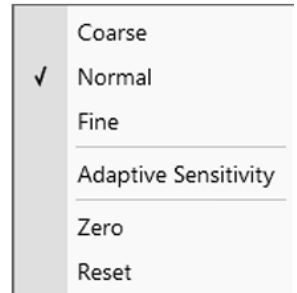 Coarse
Normal
Fine
Adaptive Sensitivity
Zero
Reset